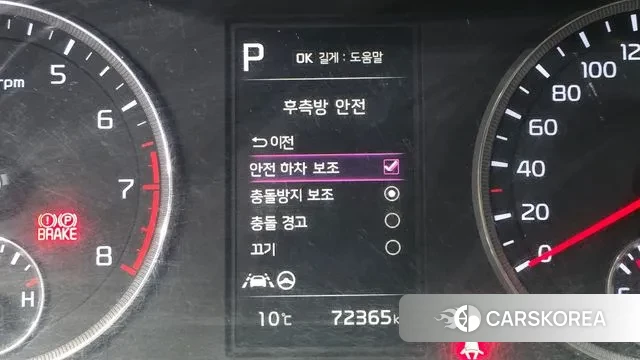 P
OK 길게 : 도움말
rpm
후측방 안전
이전
안전 하차 보조
충돌방지 보조
충돌 경고
끄기
10℃ 72365k
5
6
7
8
H
(!) (P)
BRAKE
120
100
80
60
40
20
0
CARSKOREA